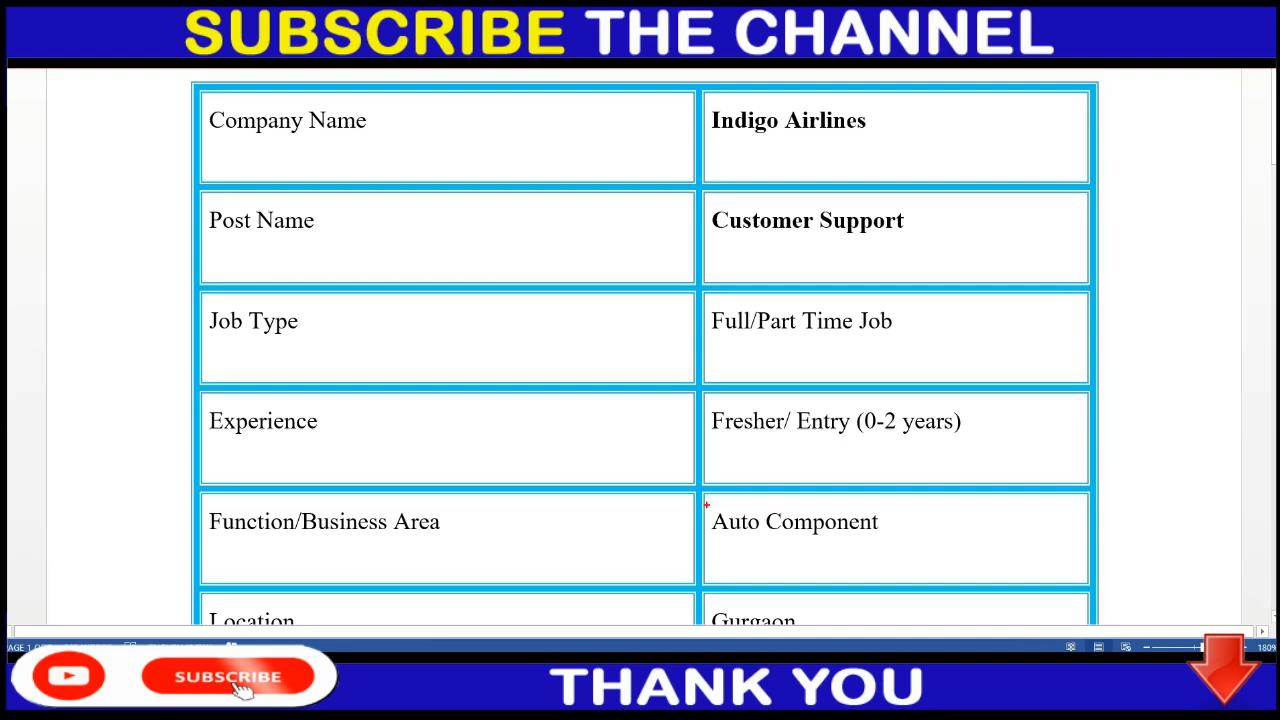 SUBSCRIBE THE CHANNEL
Company Name
Indigo Airlines
Post Name
Customer Support
Job Type
Full/Part Time Job
Experience
Fresher/ Entry (0-2 years)
Function/Business Area
Auto Component
Location
Gurgaon
180%
SUBSCRIBE
THANK YOU